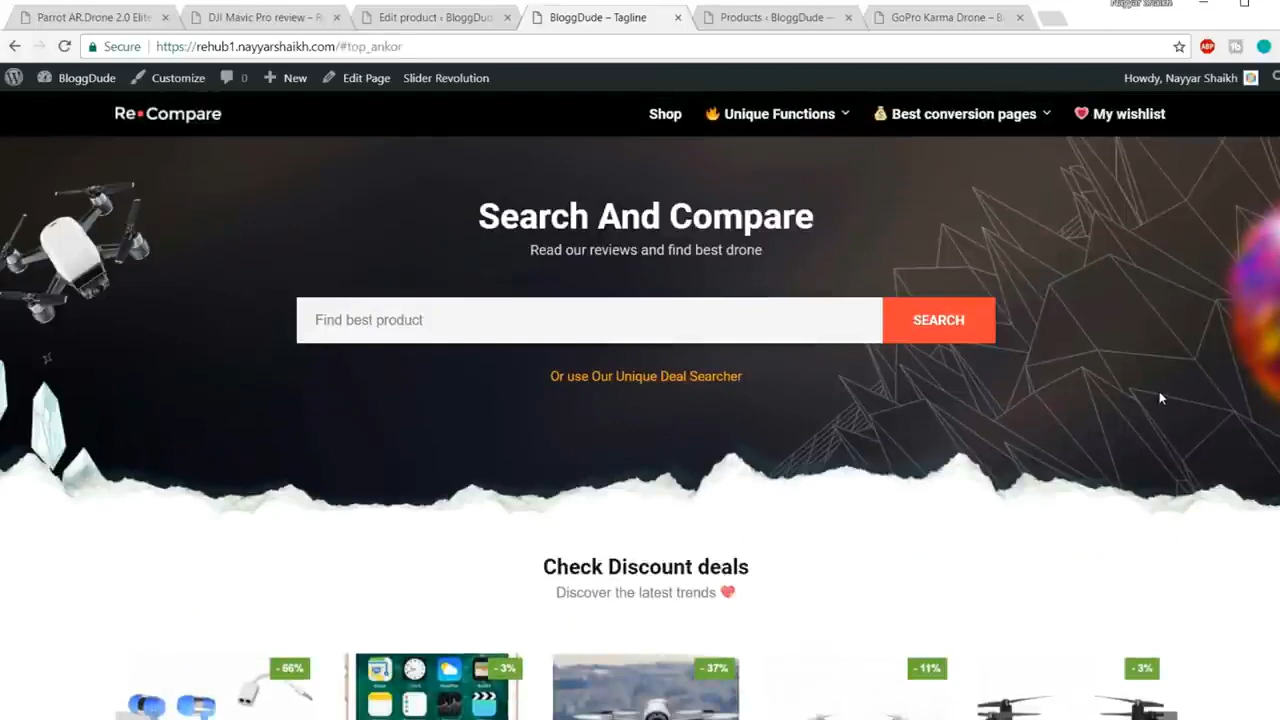 Nayyar Shaikh
Parrot AR.Drone 2.0 Elite
DJI Mavic Pro review – R
Edit product ‹ BloggDud
BloggDude – Tagline
Products ‹ BloggDude —
GoPro Karma Drone – B
Secure
https://rehub1.nayyarshaikh.com/#top_ankor
ABP
BloggDude
Customize
0
New
Edit Page
Slider Revolution
Howdy, Nayyar Shaikh
Re•Compare
Shop
Unique Functions
Best conversion pages
My wishlist
Search And Compare
Read our reviews and find best drone
Find best product
SEARCH
Or use Our Unique Deal Searcher
Check Discount deals
Discover the latest trends
- 66%
- 3%
- 37%
- 11%
- 3%